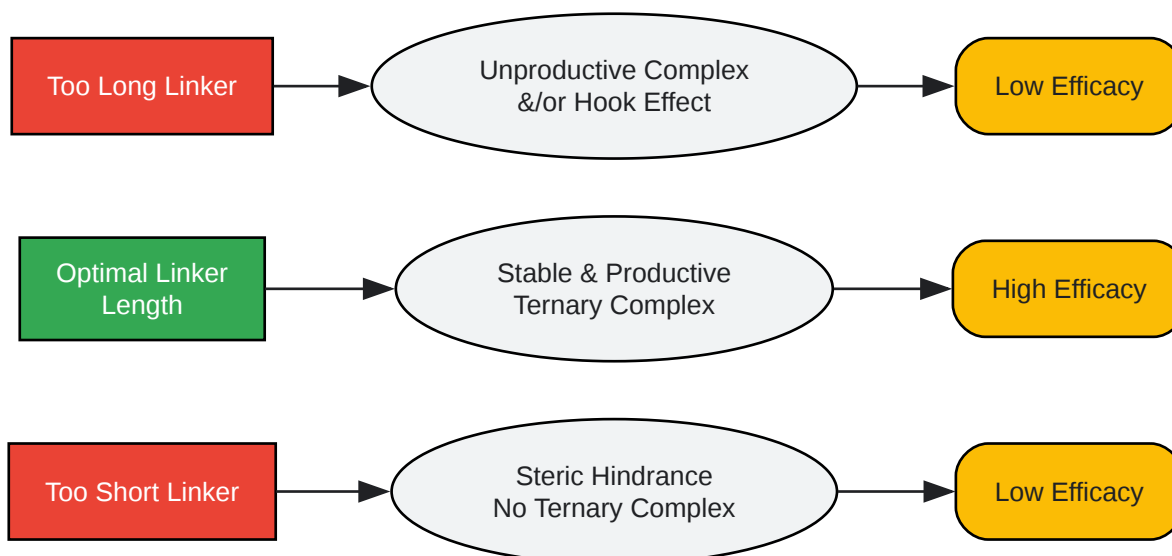 Too Long Linker
Unproductive Complex
&/or Hook Effect
Low Efficacy
Optimal Linker
Length
Stable & Productive
Ternary Complex
High Efficacy
Too Short Linker
Steric Hindrance
No Ternary Complex
Low Efficacy